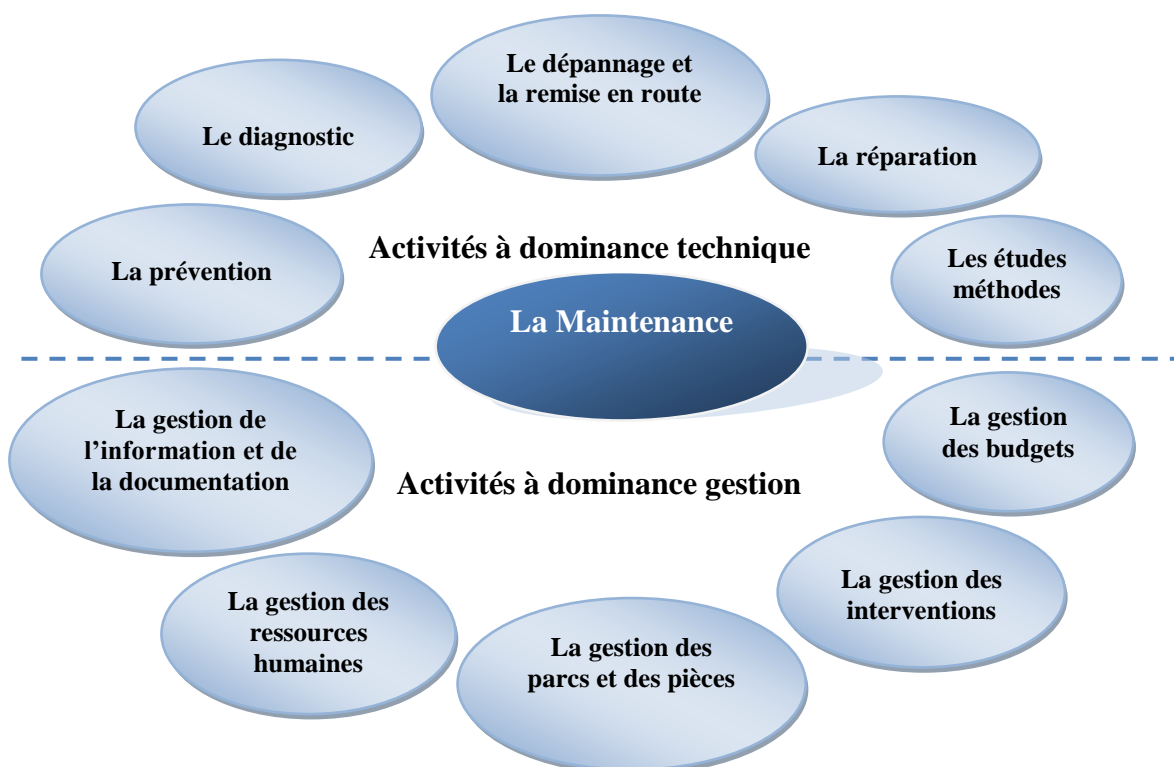 Le dépannage et
la remise en route
Le diagnostic
La réparation
Activités à dominance technique
La prévention
Les études
méthodes
La Maintenance
La gestion de
l’information et de
la documentation
La gestion
des budgets
Activités à dominance gestion
La gestion des
interventions
La gestion des
ressources
humaines
La gestion des
parcs et des pièces